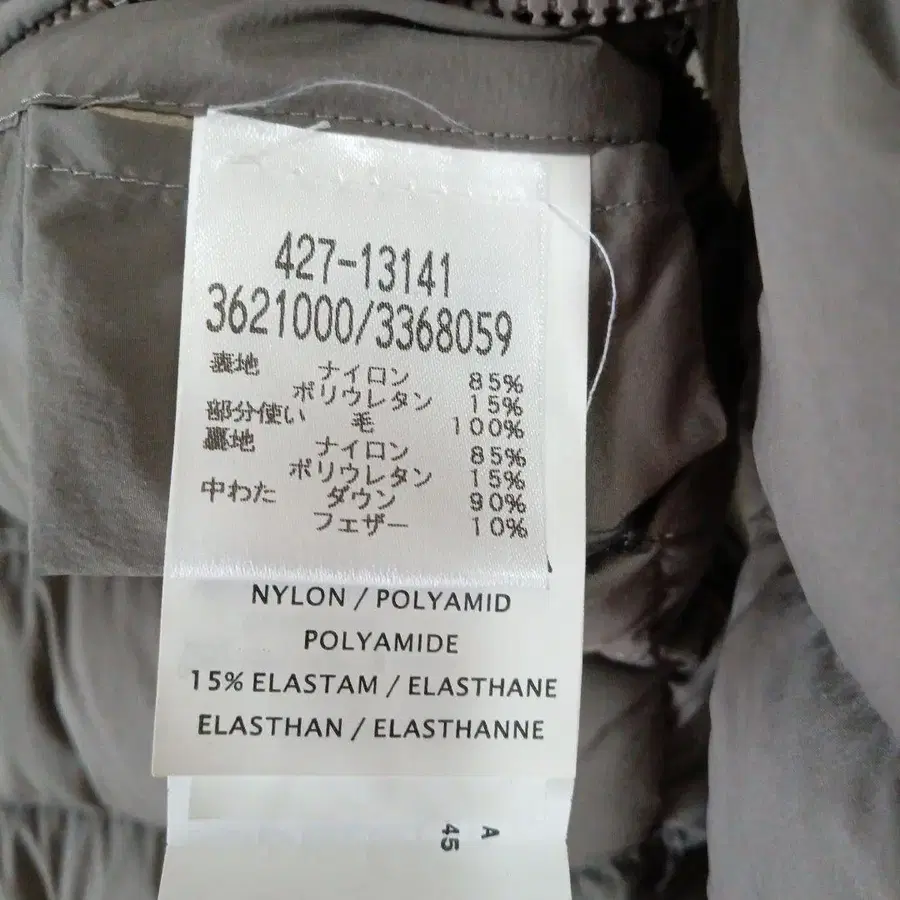 427-13141
3621000/3368059
表地 ナイロン 85%
ポリウレタン 15%
部分使い 毛 100%
裏地 ナイロン 85%
ポリウレタン 15%
中わた ダウン 90%
フェザー 10%
NYLON / POLYAMID
POLYAMIDE
15% ELASTAM / ELASTHANE
ELASTHAN / ELASTHANNE
A
45